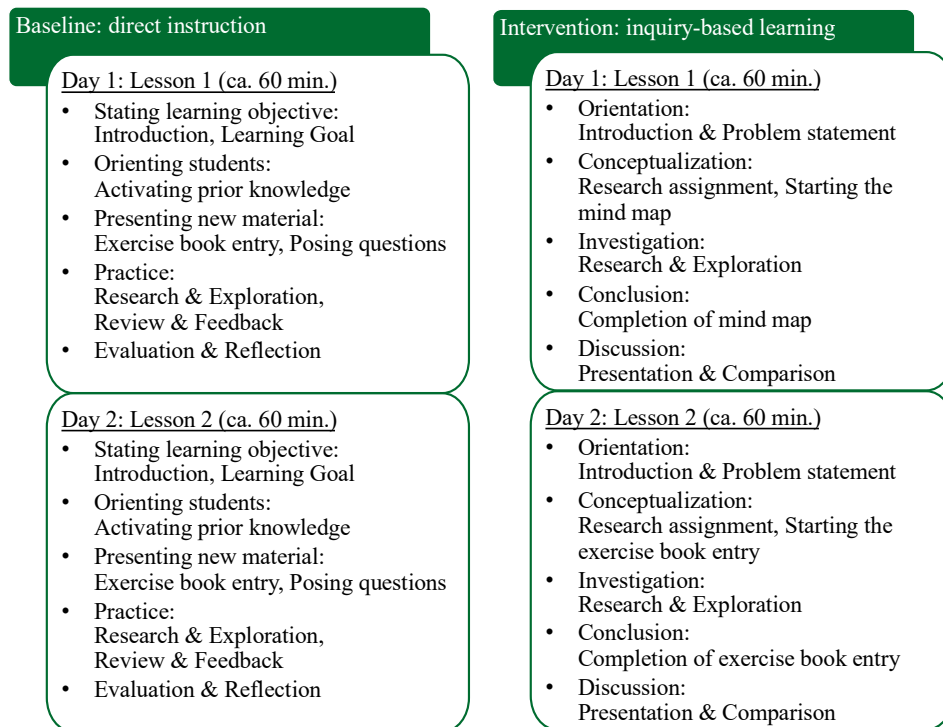 Baseline: direct instruction
Day 1: Lesson 1 (ca. 60 min.)
• Stating learning objective:
Introduction, Learning Goal
• Orienting students:
Activating prior knowledge
• Presenting new material:
Exercise book entry, Posing questions
• Practice:
Research & Exploration,
Review & Feedback
• Evaluation & Reflection
Day 2: Lesson 2 (ca. 60 min.)
• Stating learning objective:
Introduction, Learning Goal
• Orienting students:
Activating prior knowledge
• Presenting new material:
Exercise book entry, Posing questions
• Practice:
Research & Exploration,
Review & Feedback
• Evaluation & Reflection
Intervention: inquiry-based learning
Day 1: Lesson 1 (ca. 60 min.)
• Orientation:
Introduction & Problem statement
• Conceptualization:
Research assignment, Starting the
mind map
• Investigation:
Research & Exploration
• Conclusion:
Completion of mind map
• Discussion:
Presentation & Comparison
Day 2: Lesson 2 (ca. 60 min.)
• Orientation:
Introduction & Problem statement
• Conceptualization:
Research assignment, Starting the
exercise book entry
• Investigation:
Research & Exploration
• Conclusion:
Completion of exercise book entry
• Discussion:
Presentation & Comparison